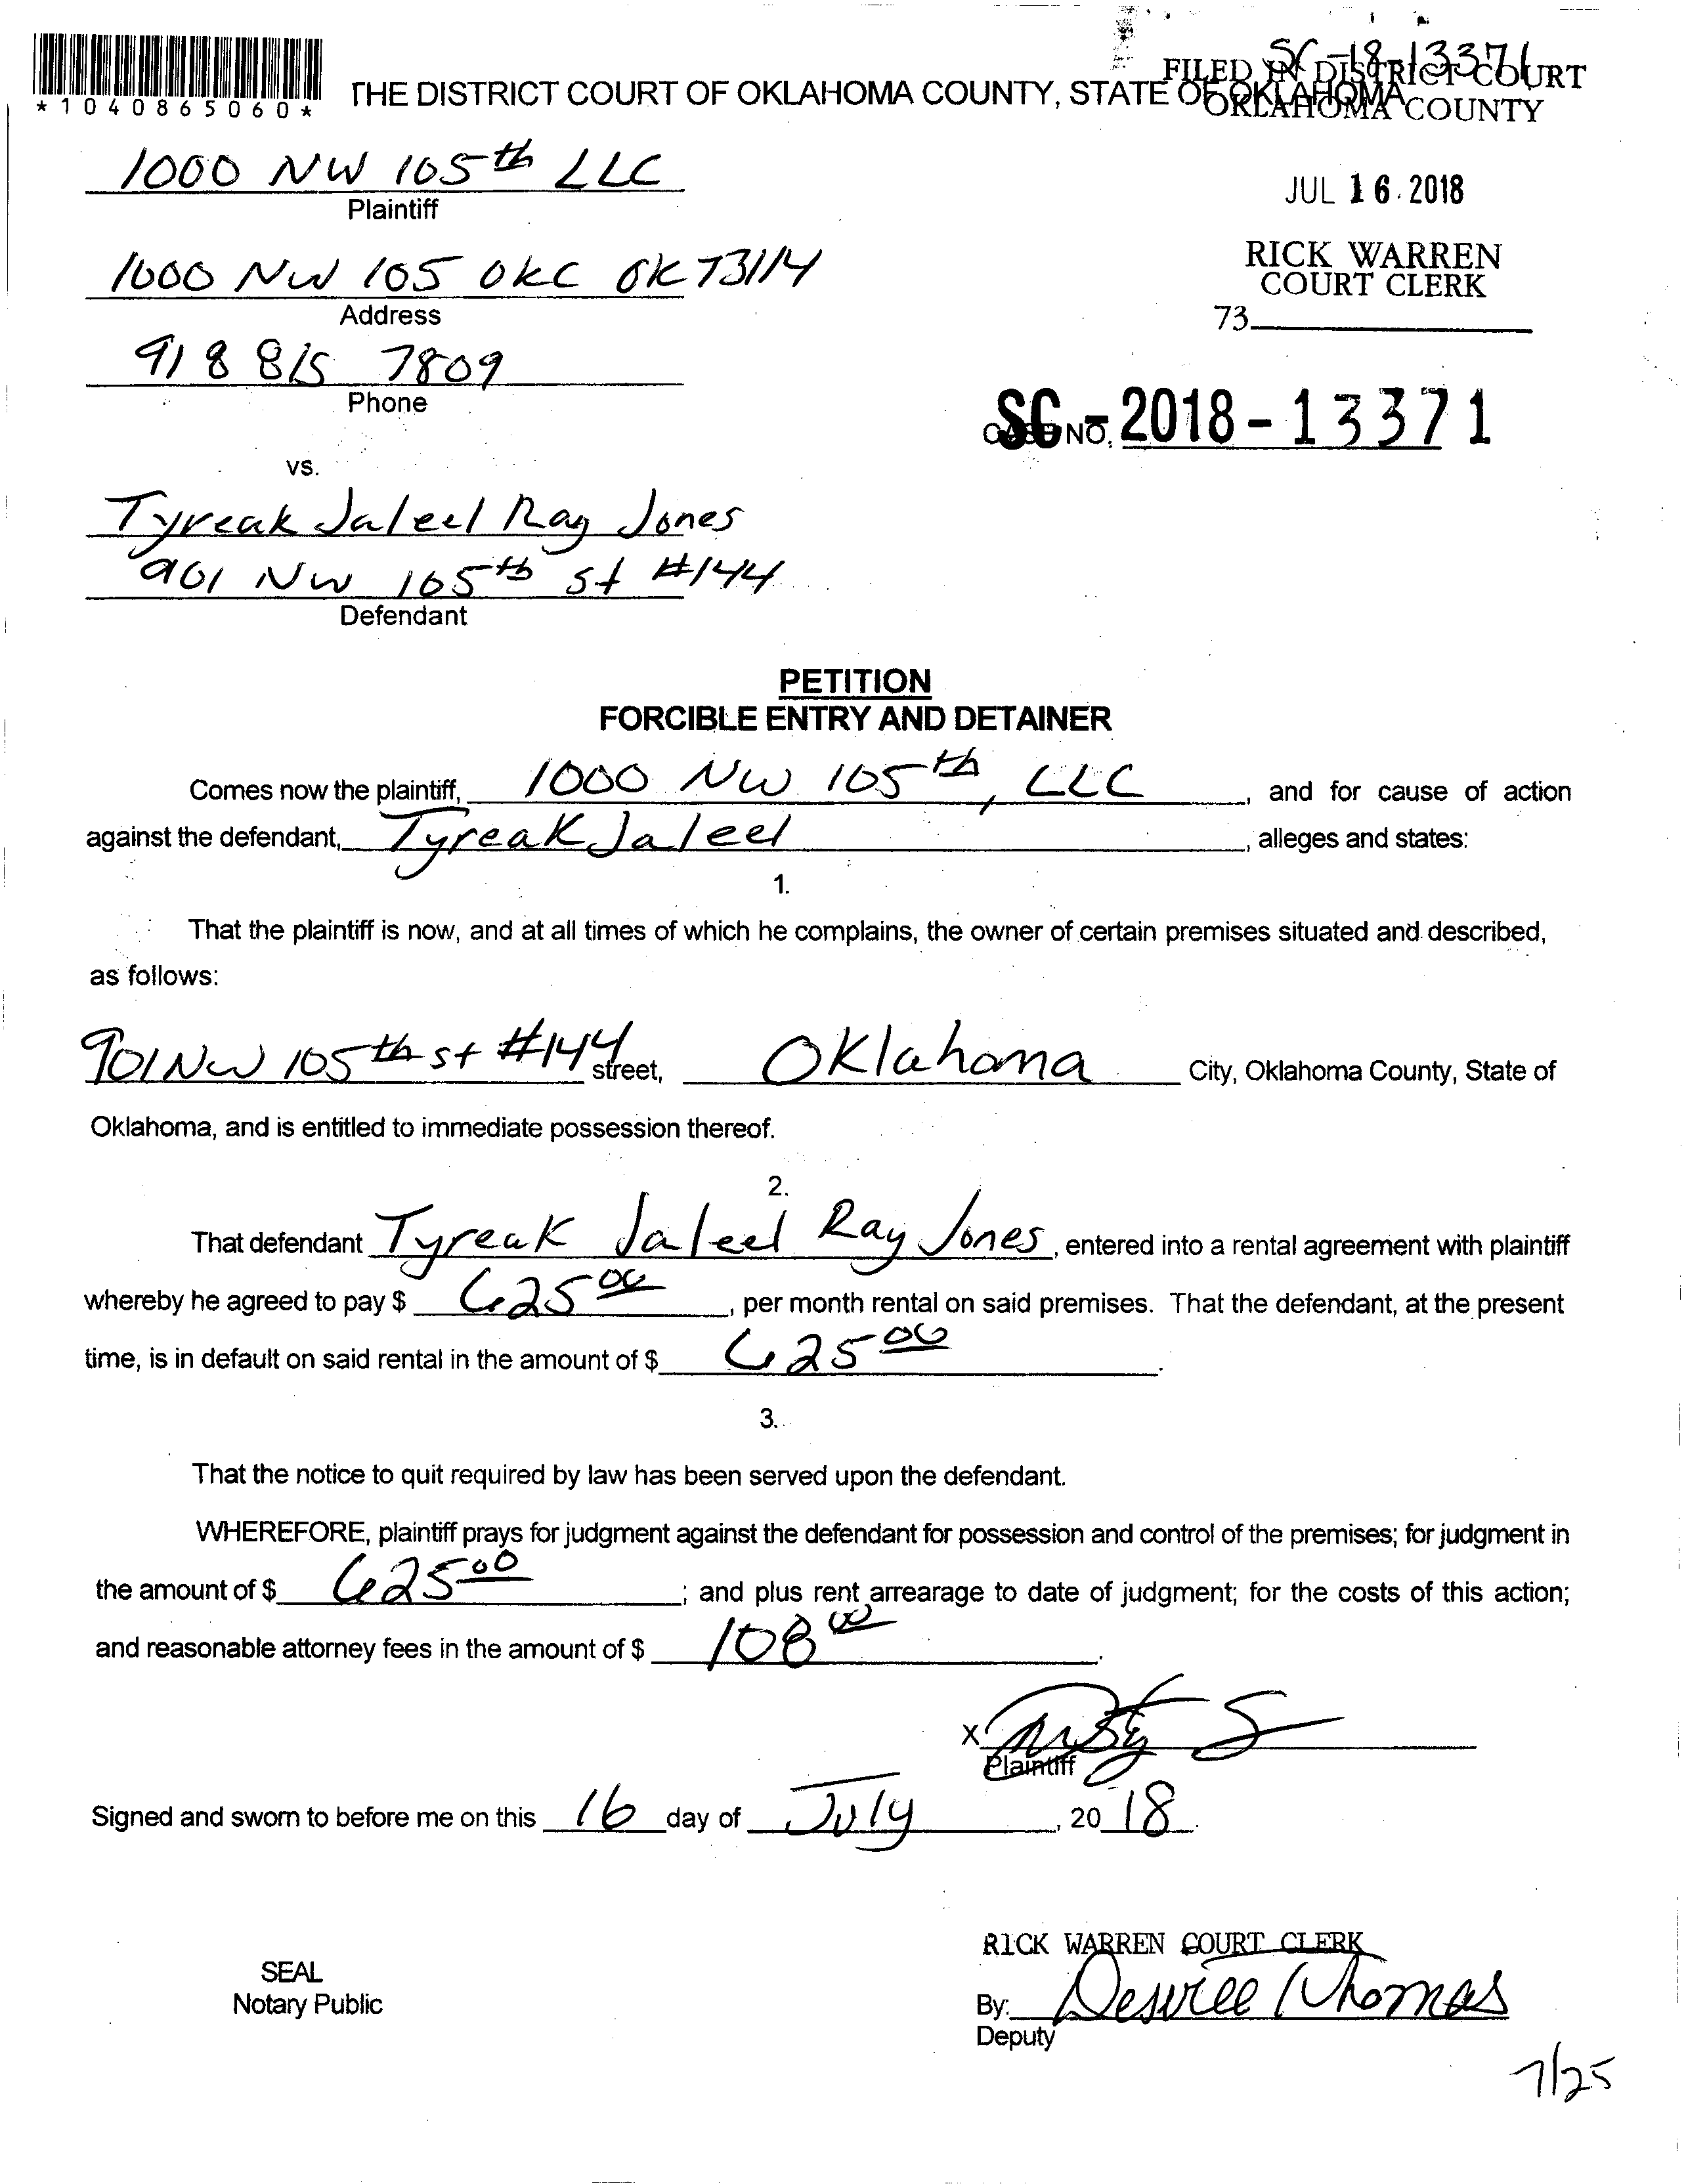 SC-18-13371
FILED IN DISTRICT COURT
OKLAHOMA COUNTY
*1040865060*
THE DISTRICT COURT OF OKLAHOMA COUNTY, STATE OF OKLAHOMA
1000 NW 105th LLC
Plaintiff
JUL 16 2018
1000 NW 105 OKC OK 73114
Address
RICK WARREN
COURT CLERK
73
918 815 7809
Phone
SC-2018-13371
CASE NO.
vs.
Tyreak Jaleel Ray Jones
901 NW 105th st #144
Defendant
PETITION
FORCIBLE ENTRY AND DETAINER
Comes now the plaintiff, 1000 NW 105th, LLC, and for cause of action
against the defendant, Tyreak Jaleel, alleges and states:
1.
That the plaintiff is now, and at all times of which he complains, the owner of certain premises situated and described,
as follows:
901 NW 105th st #144 street, Oklahoma City, Oklahoma County, State of
Oklahoma, and is entitled to immediate possession thereof.
2.
That defendant Tyreak Jaleel Ray Jones, entered into a rental agreement with plaintiff
whereby he agreed to pay $ 625 00, per month rental on said premises. That the defendant, at the present
time, is in default on said rental in the amount of $ 625 00.
3.
That the notice to quit required by law has been served upon the defendant.
WHEREFORE, plaintiff prays for judgment against the defendant for possession and control of the premises; for judgment in
the amount of $ 625 00; and plus rent arrearage to date of judgment; for the costs of this action;
and reasonable attorney fees in the amount of $ 108 00.
X
Plaintiff
Signed and sworn to before me on this 16 day of July, 20 18.
RICK WARREN COURT CLERK
SEAL
Notary Public
By: Desiree Thomas
Deputy
7/25